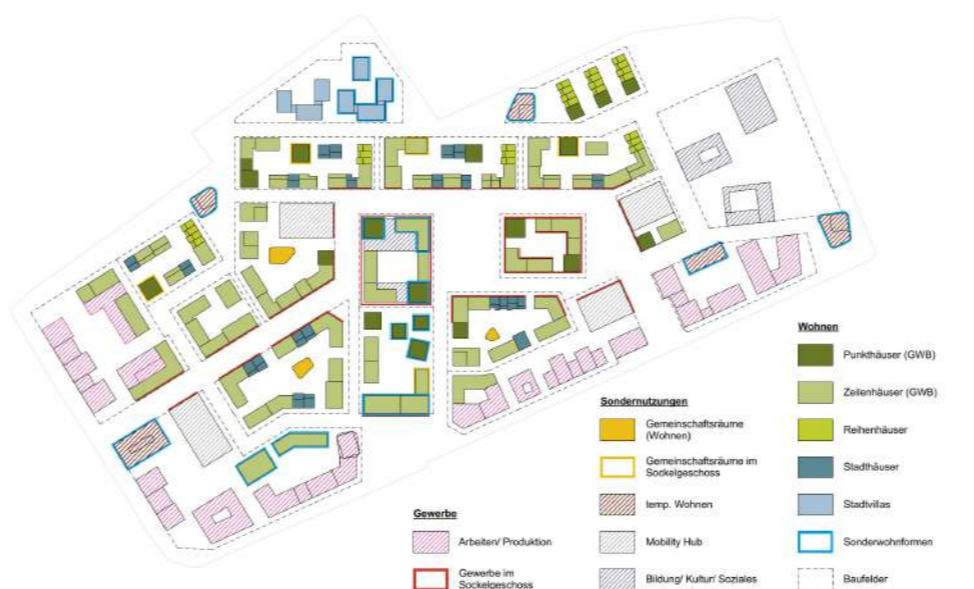 Wohnen
Punkthäuser (GWB)
Zeilenhäuser (GWB)
Reihenhäuser
Stadthäuser
Stadtvillas
Sonderwohnformen
Baufelder
Sondernutzungen
Gemeinschaftsräume
(Wohnen)
Gemeinschaftsräume im
Sockelgeschoss
temp. Wohnen
Mobility Hub
Bildung/ Kultur/ Soziales
Gewerbe
Arbeiten/ Produktion
Gewerbe im
Sockelgeschoss